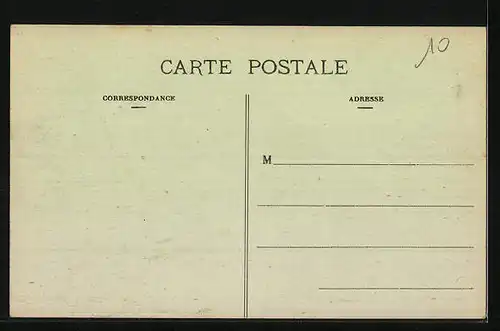 10
CARTE POSTALE
CORRESPONDANCE
ADRESSE
M